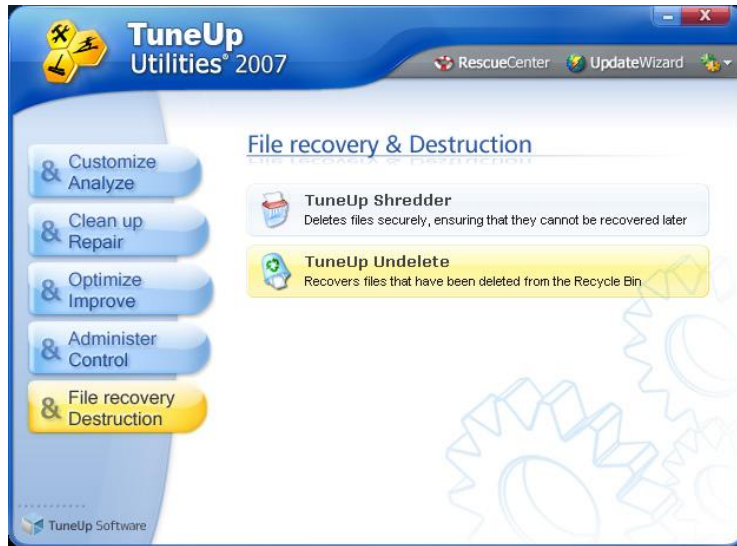 TuneUp
Utilities® 2007
RescueCenter UpdateWizard
& Customize
Analyze
& Clean up
Repair
& Optimize
Improve
& Administer
Control
& File recovery
Destruction
File recovery & Destruction
TuneUp Shredder
Deletes files securely, ensuring that they cannot be recovered later
TuneUp Undelete
Recovers files that have been deleted from the Recycle Bin
TuneUp Software